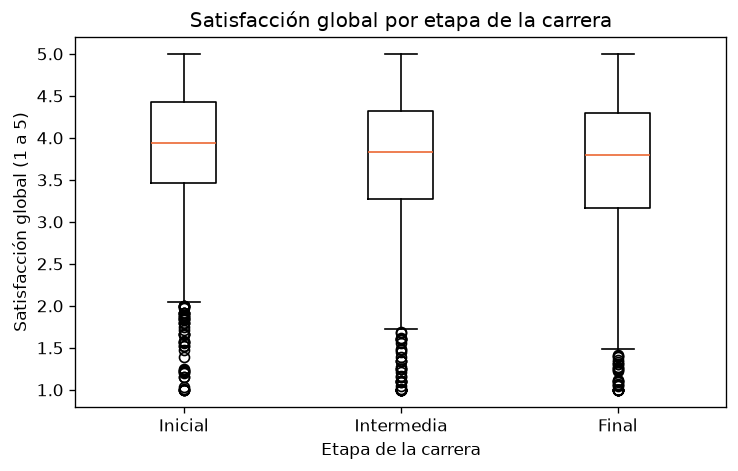 Satisfacción global por etapa de la carrera
Satisfacción global (1 a 5)
5.0
4.5
4.0
3.5
3.0
2.5
2.0
1.5
1.0
Inicial Intermedia Final
Etapa de la carrera